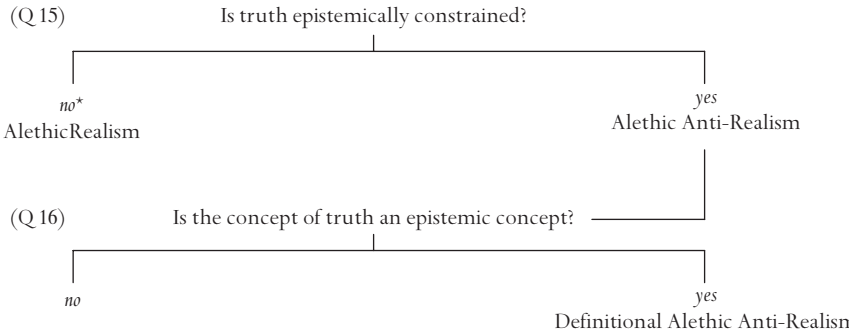 (Q 15) Is truth epistemically constrained?
no* yes
AlethicRealism Alethic Anti-Realism
(Q 16) Is the concept of truth an epistemic concept?
no yes
Definitional Alethic Anti-Realism